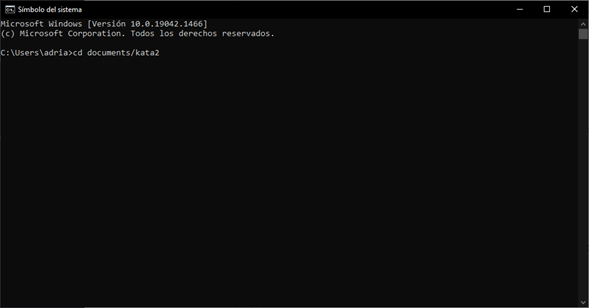 Símbolo del sistema
Microsoft Windows [Versión 10.0.19042.1466]
(c) Microsoft Corporation. Todos los derechos reservados.
C:\Users\adria>cd documents/kata2